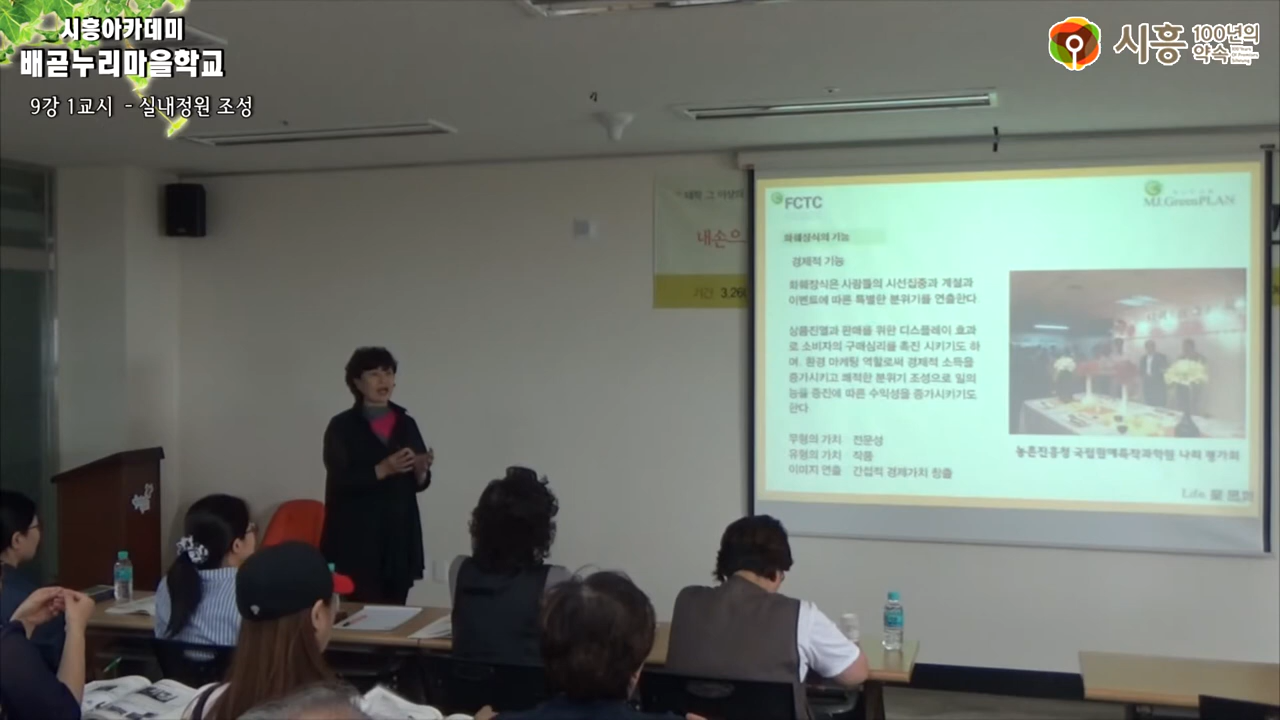 시흥아카데미
배곧누리마을학교
9강 1교시 - 실내정원 조성
시흥 100년의 약속
내손으
기간 3.26
FCTC
MJ.GreenPLAN
화훼장식의 기능
경제적 기능
화훼장식은 사람들의 시선집중과 계절과
이벤트에 따른 특별한 분위기를 연출한다
상품진열과 판매를 위한 디스플레이 효과
로 소비자의 구매심리를 촉진 시키기도 하
며, 환경 마케팅 역할로써 경제적 소득을
증가시키고 쾌적한 분위기 조성으로 일의
능률 증진에 따른 수익성을 증가시키기도
한다
무형의 가치 전문성
유형의 가치 작품
이미지 연출 간접적 경제가치 창출
농촌진흥청 국립원예특작과학원 나리 평가회